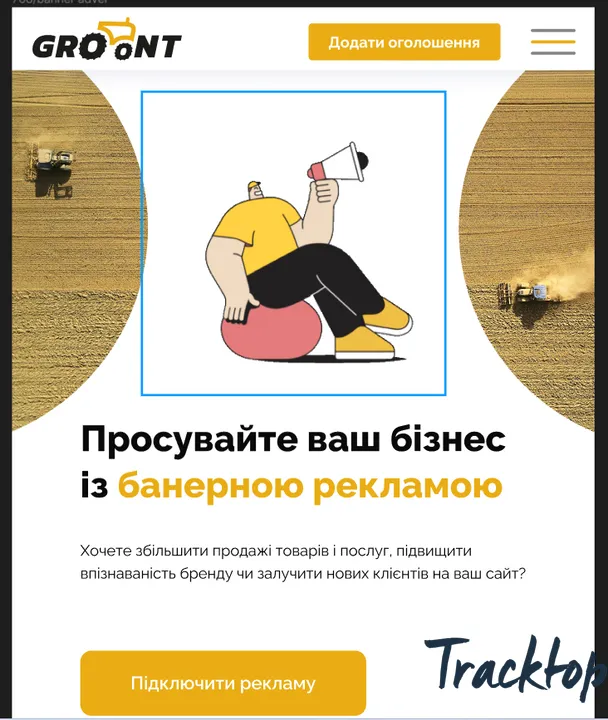 GROONT
Додати оголошення
Просувайте ваш бізнес
із банерною рекламою
Хочете збільшити продажі товарів і послуг, підвищити
впізнаваність бренду чи залучити нових клієнтів на ваш сайт?
Підключити рекламу
Tracktop